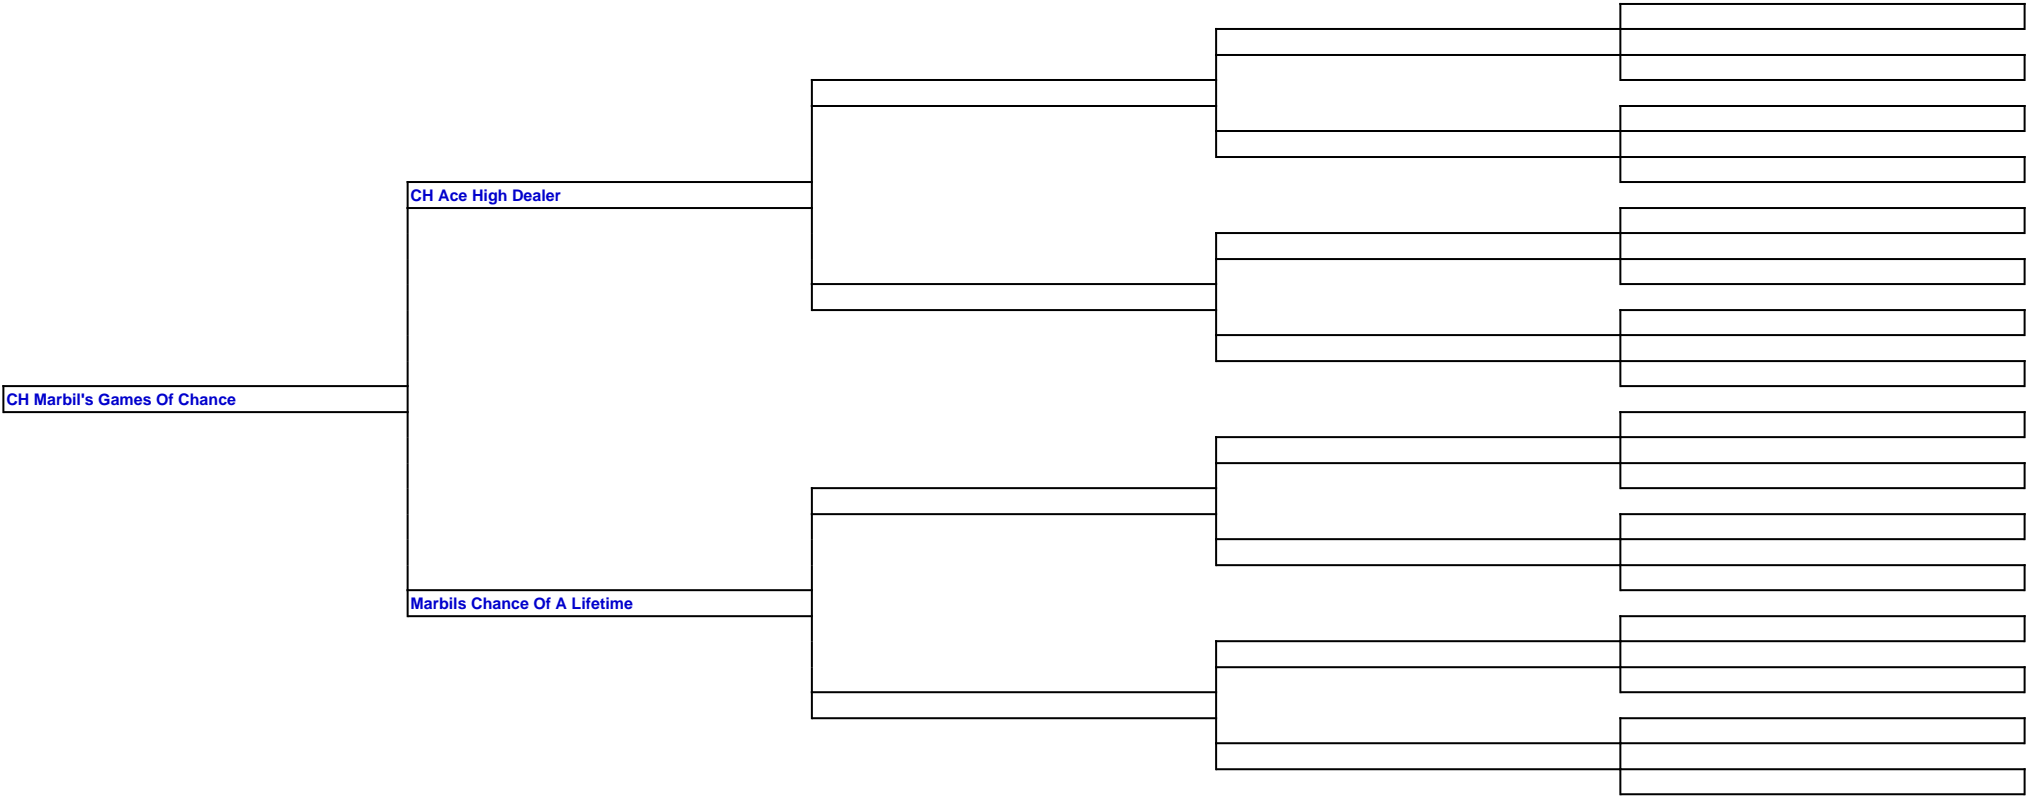 CH Ace High Dealer
CH Marbil's Games Of Chance
Marbils Chance Of A Lifetime